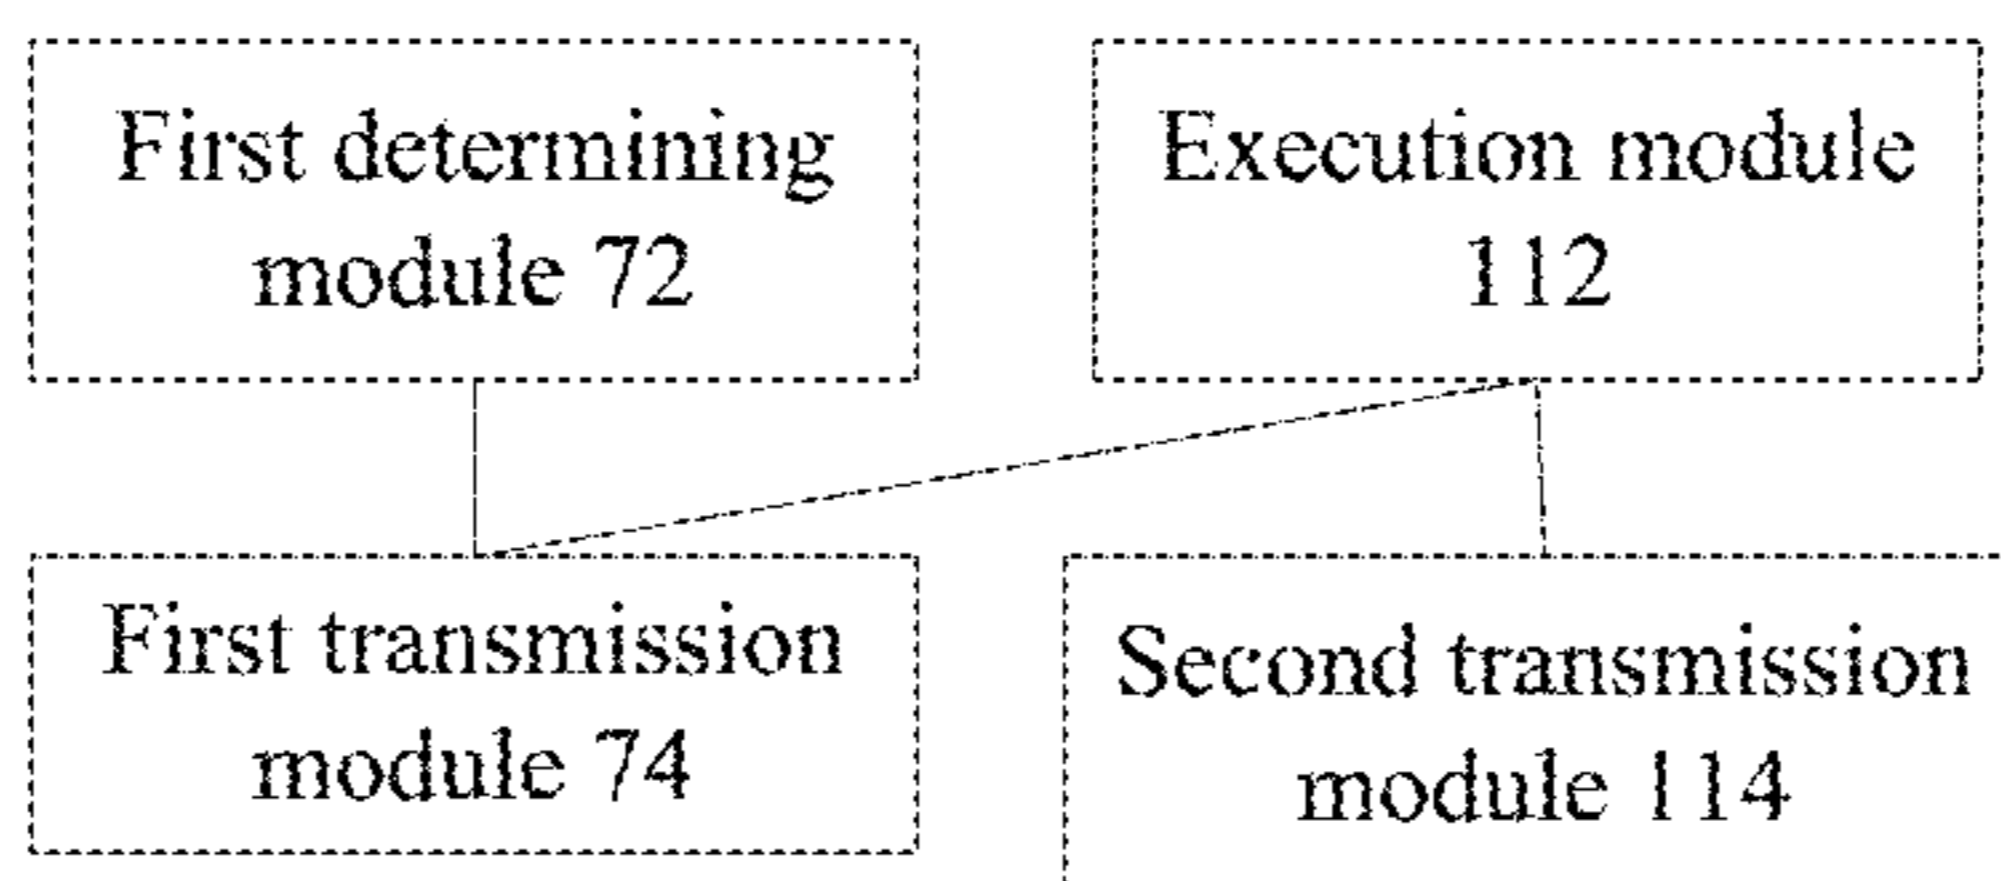 First determining
module 72
Execution module
112
First transmission
module 74
Second transmission
module 114